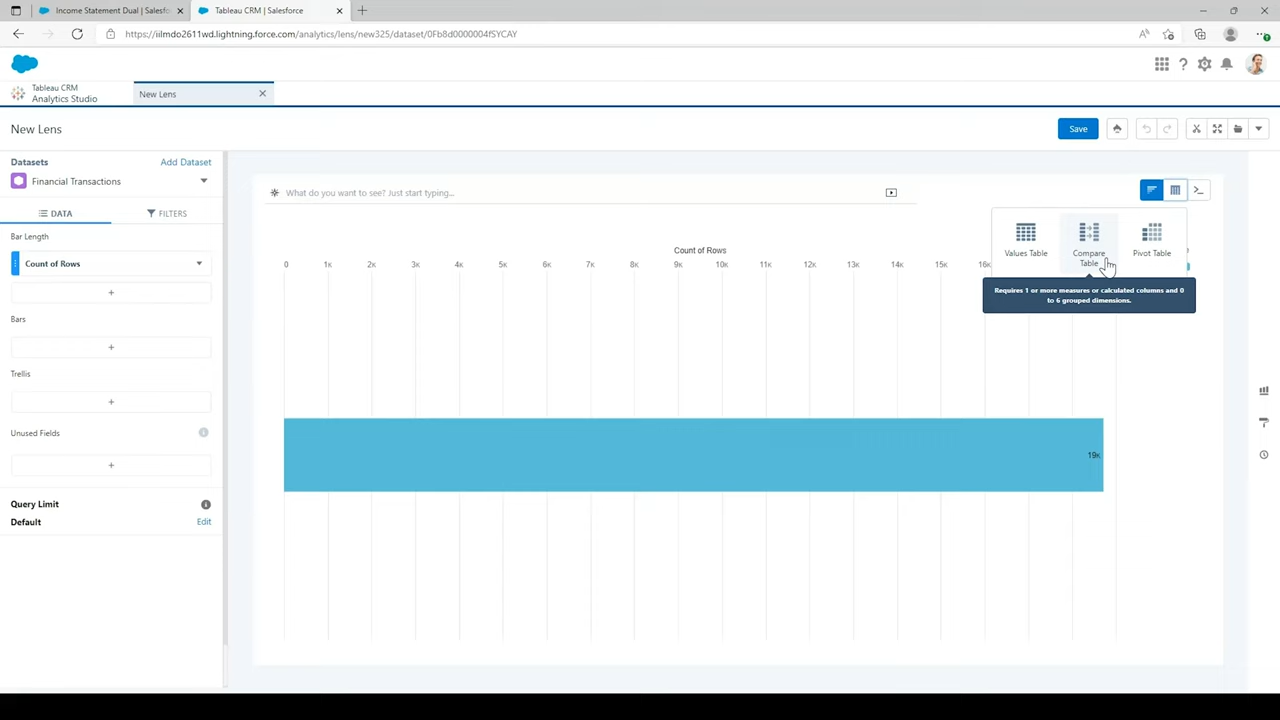 Income Statement Dual | Salesfo
Tableau CRM | Salesforce
https://iilmdo2611wd.lightning.force.com/analytics/lens/new325/dataset/0Fb8d0000004fSYCAY
Tableau CRM
Analytics Studio
New Lens
New Lens
Save
Datasets
Add Dataset
Financial Transactions
DATA
FILTERS
Bar Length
Count of Rows
Bars
Trellis
Unused Fields
Query Limit
Default
Edit
What do you want to see? Just start typing...
Values Table
Compare
Table
Pivot Table
Requires 1 or more measures or calculated columns and 0
to 6 grouped dimensions.
Count of Rows
0 1K 2K 3K 4K 5K 6K 7K 8K 9K 10K 11K 12K 13K 14K 15K 16K
19K